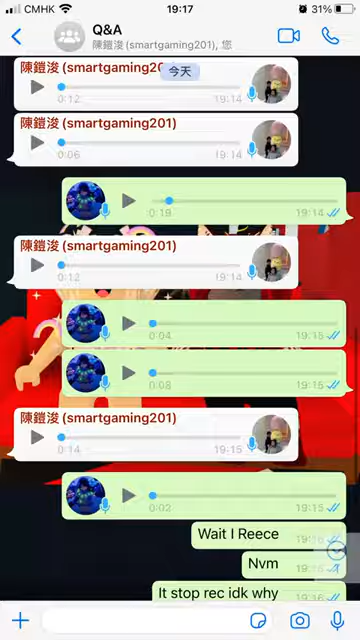 CMHK 19:17 31%
Q&A
陳鎧浚 (smartgaming201), 您
陳鎧浚 (smartgaming20
今天
0:12 19:14
陳鎧浚 (smartgaming201)
0:06 19:14
0:19 19:14
陳鎧浚 (smartgaming201)
0:12 19:14
0:04 19:15
0:08 19:15
陳鎧浚 (smartgaming201)
0:14 19:15
0:02 19:15
Wait I Reece
Nvm
It stop rec idk why